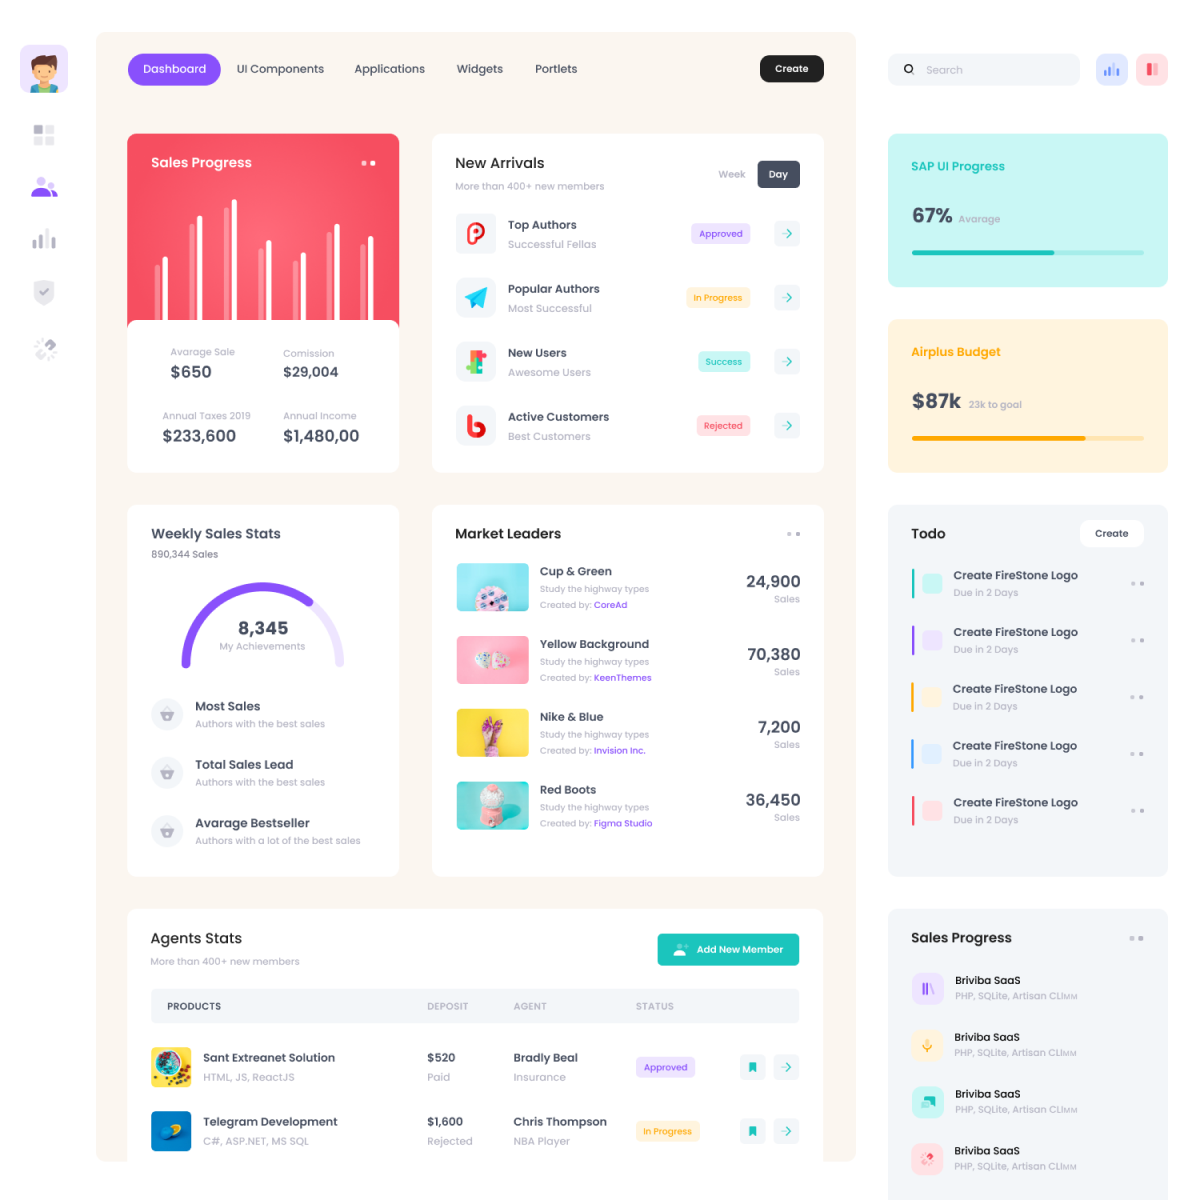 Dashboard
UI Components
Applications
Widgets
Portlets
Create
Search
Sales Progress
Avarage Sale
$650
Comission
$29,004
Annual Taxes 2019
$233,600
Annual Income
$1,480,00
New Arrivals
More than 400+ new members
Week
Day
Top Authors
Successful Fellas
Approved
Popular Authors
Most Successful
In Progress
New Users
Awesome Users
Success
Active Customers
Best Customers
Rejected
SAP UI Progress
67% Avarage
Airplus Budget
$87k 23k to goal
Weekly Sales Stats
890,344 Sales
8,345
My Achievements
Most Sales
Authors with the best sales
Total Sales Lead
Authors with the best sales
Avarage Bestseller
Authors with a lot of the best sales
Market Leaders
Cup & Green
Study the highway types
Created by: CoreAd
24,900
Sales
Yellow Background
Study the highway types
Created by: KeenThemes
70,380
Sales
Nike & Blue
Study the highway types
Created by: Invision Inc.
7,200
Sales
Red Boots
Study the highway types
Created by: Figma Studio
36,450
Sales
Todo
Create
Create FireStone Logo
Due in 2 Days
Create FireStone Logo
Due in 2 Days
Create FireStone Logo
Due in 2 Days
Create FireStone Logo
Due in 2 Days
Create FireStone Logo
Due in 2 Days
Agents Stats
More than 400+ new members
Add New Member
PRODUCTS
DEPOSIT
AGENT
STATUS
Sant Extreanet Solution
HTML, JS, ReactJS
$520
Paid
Bradly Beal
Insurance
Approved
Telegram Development
C#, ASP.NET, MS SQL
$1,600
Rejected
Chris Thompson
NBA Player
In Progress
Sales Progress
Briviba SaaS
PHP, SQLite, Artisan CLIмм
Briviba SaaS
PHP, SQLite, Artisan CLIмм
Briviba SaaS
PHP, SQLite, Artisan CLIмм
Briviba SaaS
PHP, SQLite, Artisan CLIмм